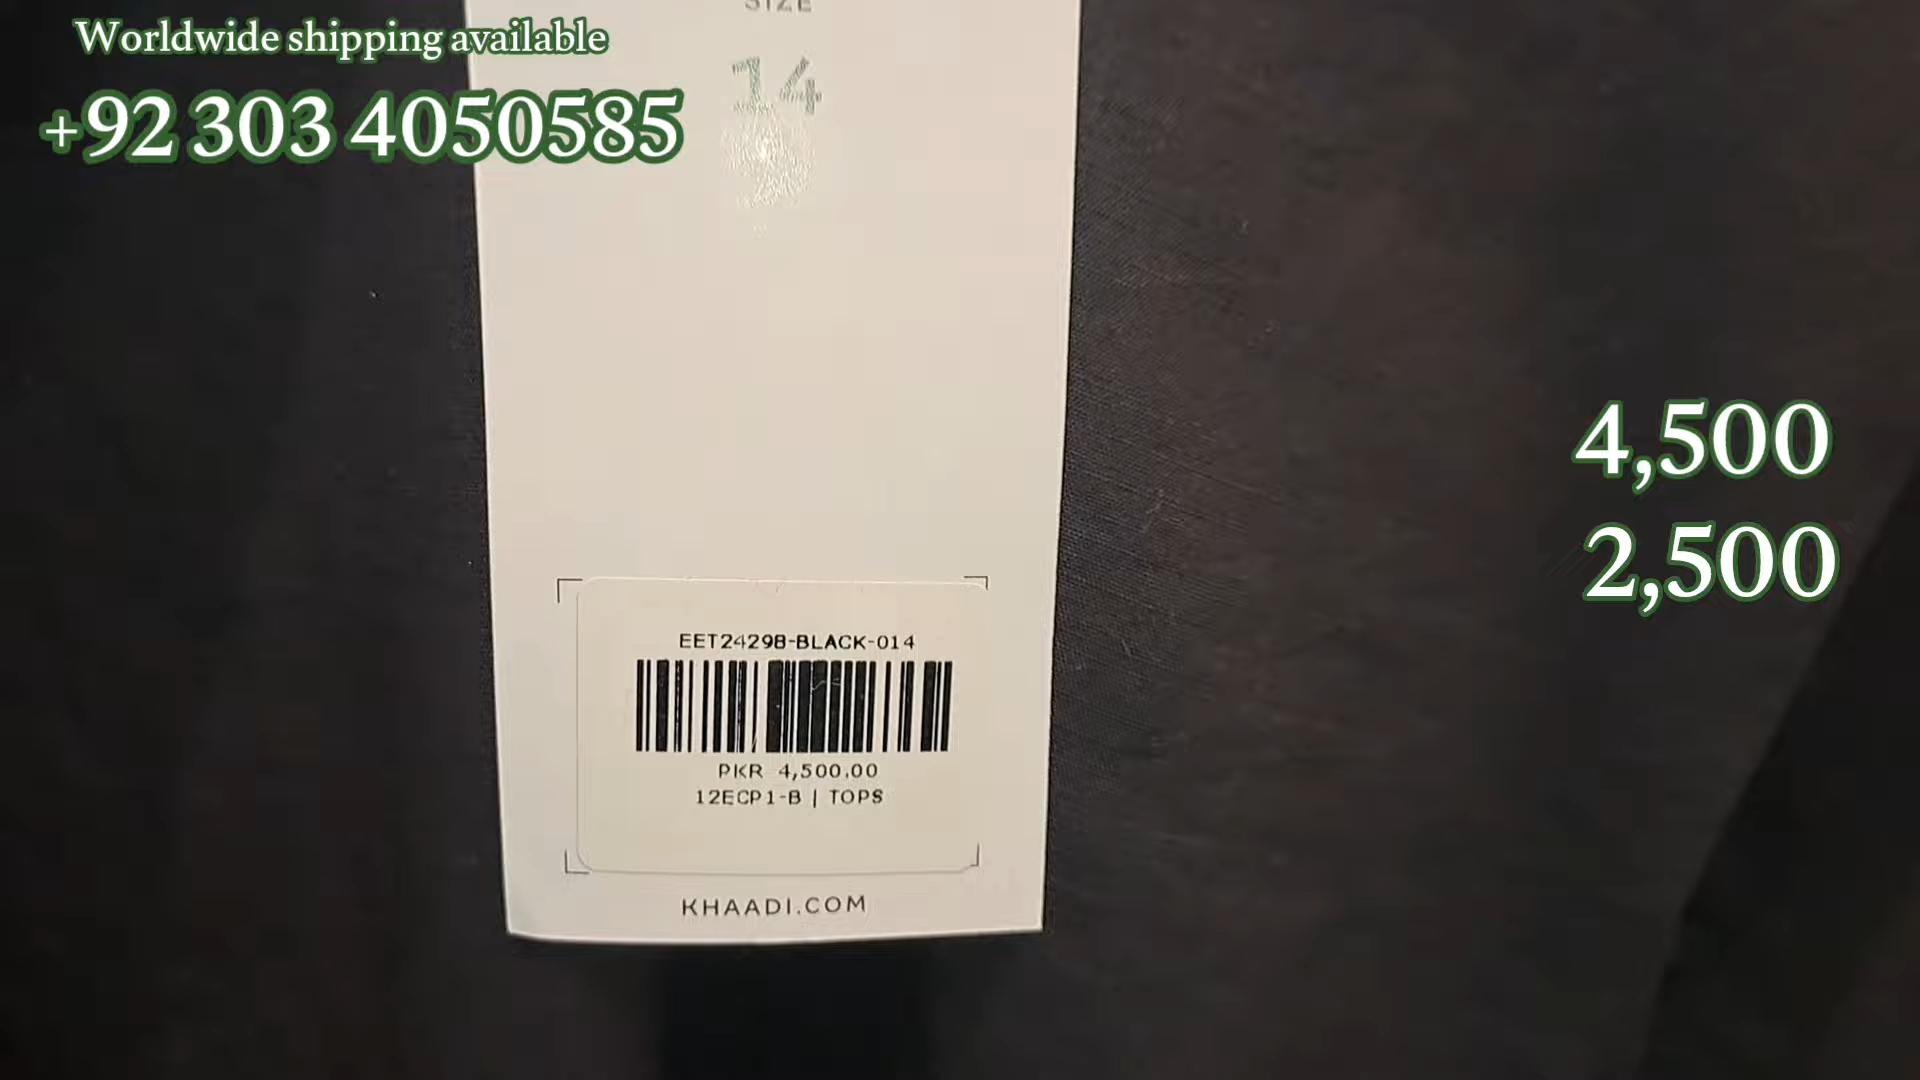 SIZE
Worldwide shipping available
14
+92 303 4050585
4,500
2,500
EET24298-BLACK-014
PKR 4,500.00
12ECP1-B | TOPS
KHAADI.COM